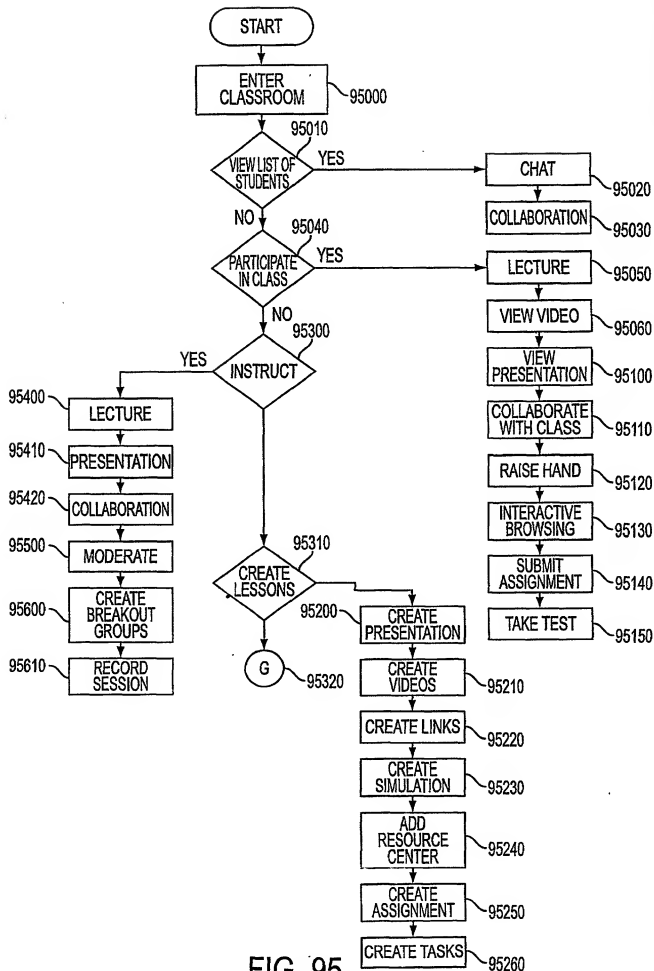 START
ENTER
CLASSROOM
95000
95010
VIEW LIST OF
STUDENTS
YES
CHAT
95020
NO
COLLABORATION
95030
95040
PARTICIPATE
IN CLASS
YES
LECTURE
95050
NO
VIEW VIDEO
95060
95300
INSTRUCT
YES
VIEW
PRESENTATION
95100
95400
LECTURE
COLLABORATE
WITH CLASS
95110
95410
PRESENTATION
RAISE HAND
95120
95420
COLLABORATION
INTERACTIVE
BROWSING
95130
95500
MODERATE
95310
CREATE
LESSONS
SUBMIT
ASSIGNMENT
95140
95600
CREATE
BREAKOUT
GROUPS
95200
CREATE
PRESENTATION
TAKE TEST
95150
95610
RECORD
SESSION
G
95320
CREATE
VIDEOS
95210
CREATE LINKS
95220
CREATE
SIMULATION
95230
ADD
RESOURCE
CENTER
95240
CREATE
ASSIGNMENT
95250
CREATE TASKS
95260
FIG. 95